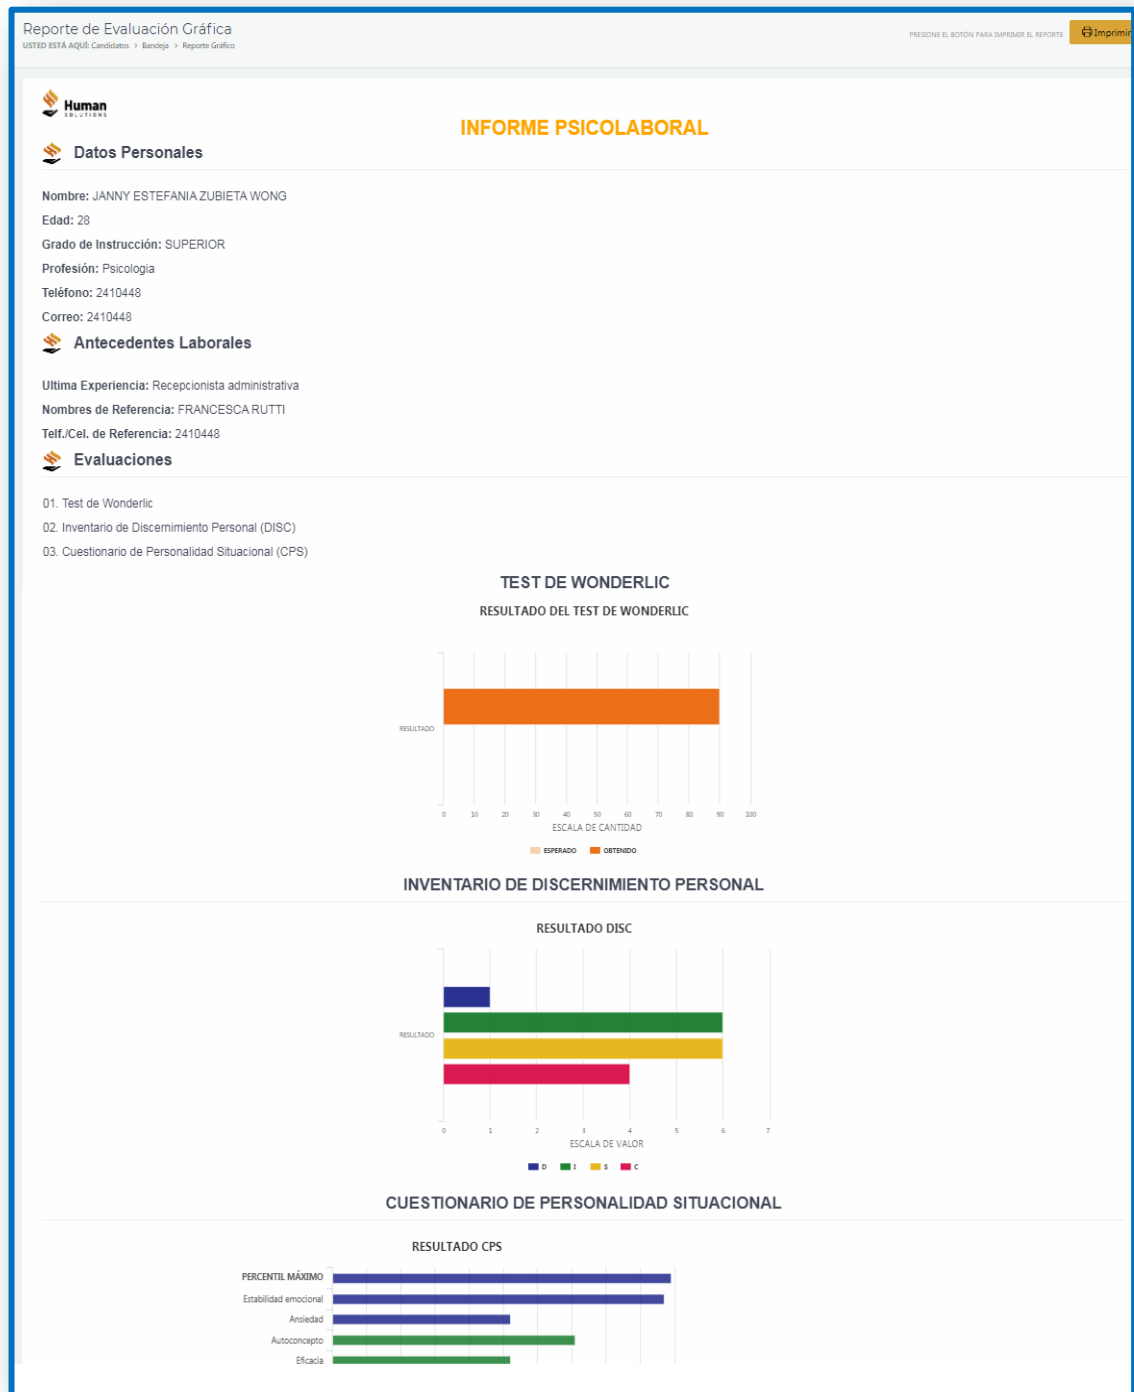 Reporte de Evaluación Gráfica
USTED ESTÁ AQUÍ: Candidatos > Bandeja > Reporte Gráfico
PRESIONE EL BOTÓN PARA IMPRIMIR EL REPORTE
Imprimir
Human
SOLUTIONS
INFORME PSICOLABORAL
Datos Personales
Nombre: JANNY ESTEFANIA ZUBIETA WONG
Edad: 28
Grado de Instrucción: SUPERIOR
Profesión: Psicologia
Teléfono: 2410448
Correo: 2410448
Antecedentes Laborales
Ultima Experiencia: Recepcionista administrativa
Nombres de Referencia: FRANCESCA RUTTI
Telf./Cel. de Referencia: 2410448
Evaluaciones
01. Test de Wonderlic
02. Inventario de Discernimiento Personal (DISC)
03. Cuestionario de Personalidad Situacional (CPS)
TEST DE WONDERLIC
RESULTADO DEL TEST DE WONDERLIC
RESULTADO
0 10 20 30 40 50 60 70 80 90 100
ESCALA DE CANTIDAD
ESPERADO OBTENIDO
INVENTARIO DE DISCERNIMIENTO PERSONAL
RESULTADO DISC
RESULTADO
0 1 2 3 4 5 6 7
ESCALA DE VALOR
D I S C
CUESTIONARIO DE PERSONALIDAD SITUACIONAL
RESULTADO CPS
PERCENTIL MÁXIMO
Estabilidad emocional
Ansiedad
Autoconcepto
Eficacia